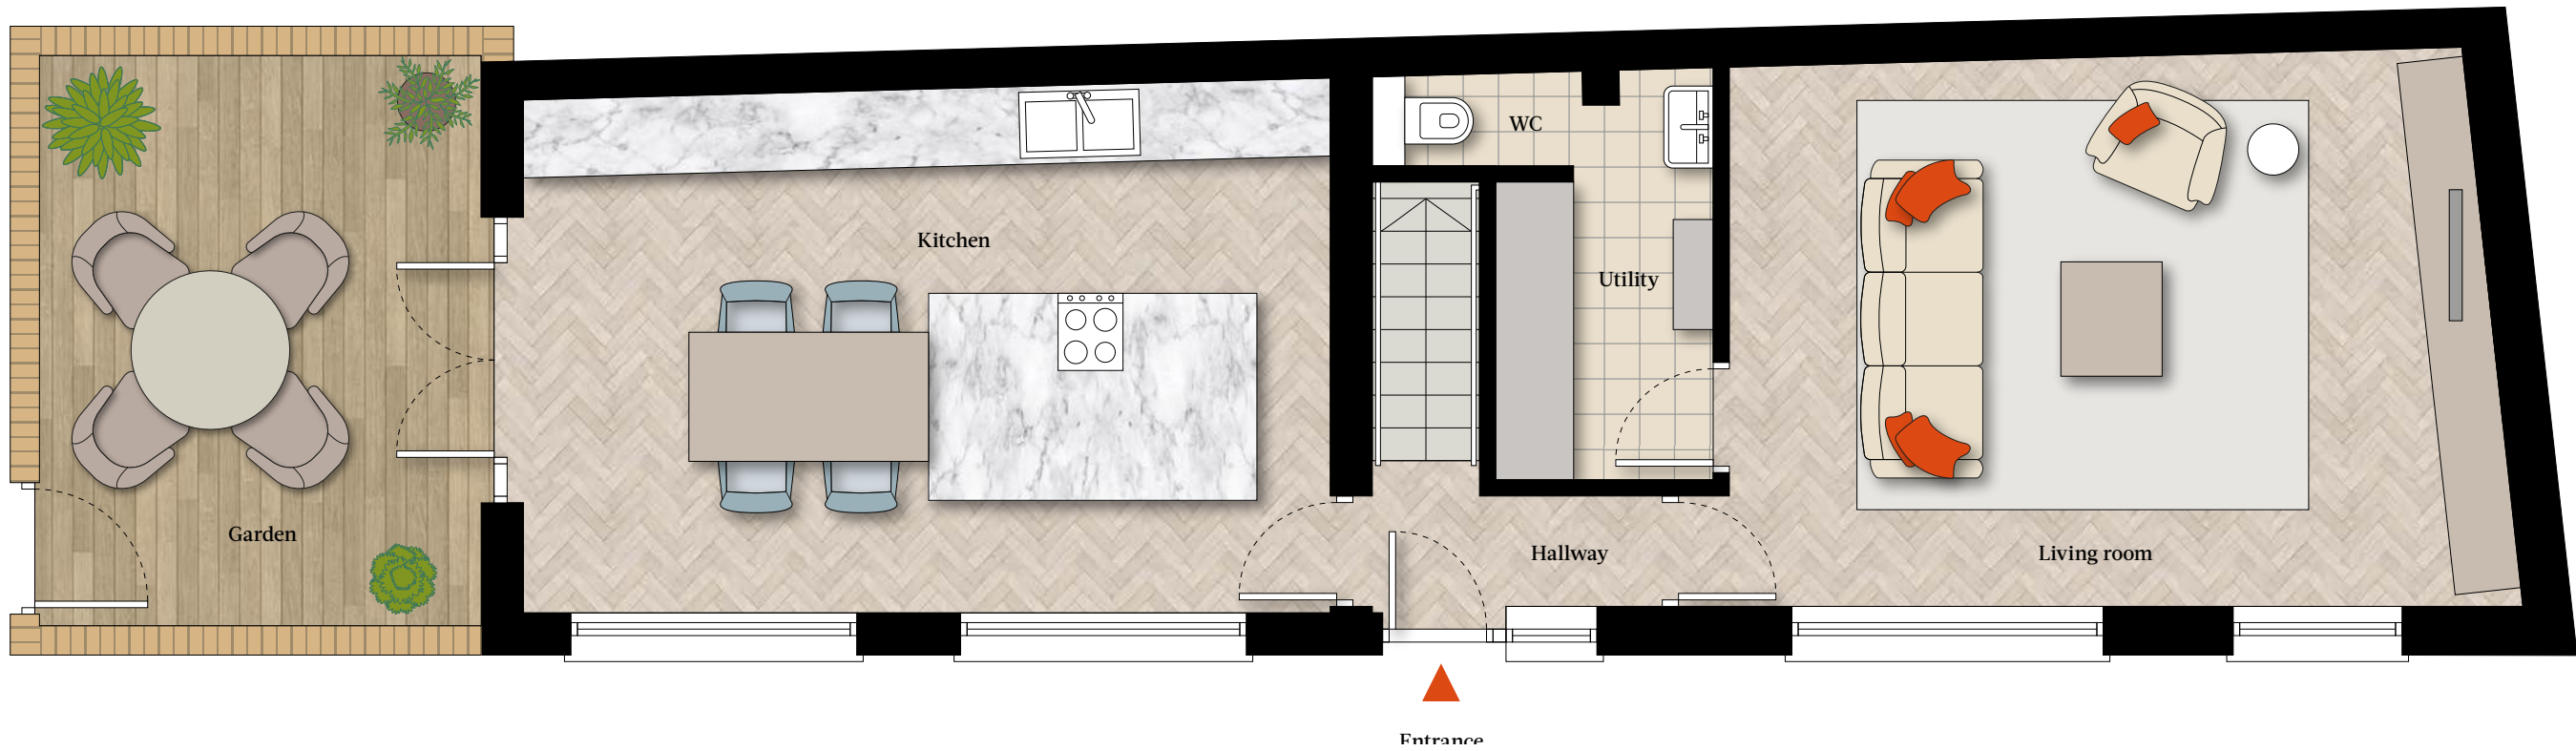 WC
Kitchen
Utility
Garden
Hallway
Living room
Entrance